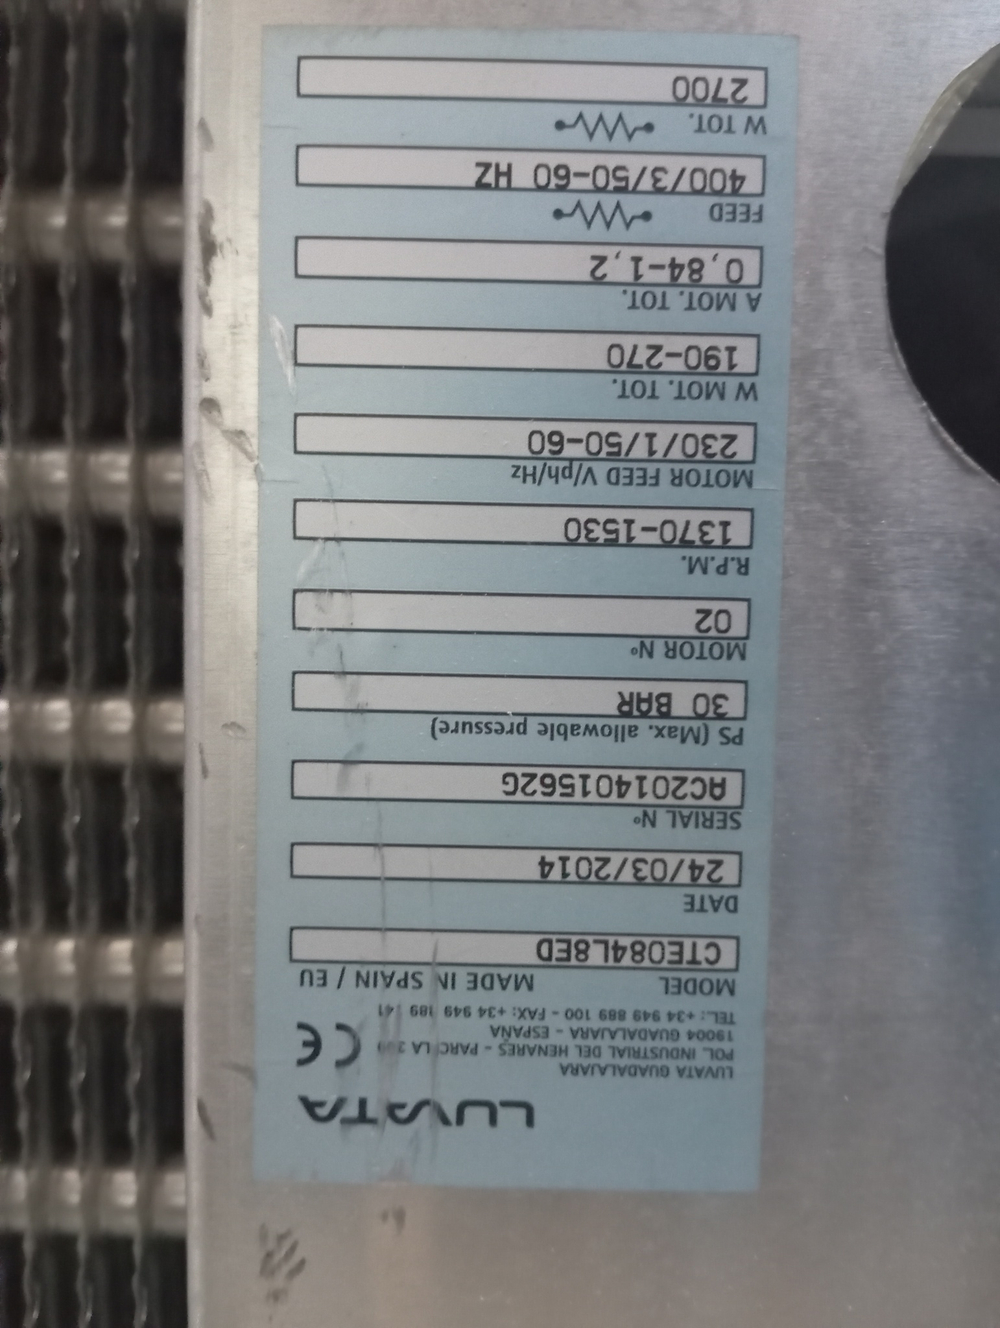 LUVATA
LUVATA GUADALAJARA
POL. INDUSTRIAL DEL HENARES - PARC LA
19004 GUADALAJARA - ESPAÑA
TEL.: +34 949 889 100 - FAX: +34 949
CE
MODEL MADE IN SPAIN / EU
CTE084L8ED
DATE
24/03/2014
SERIAL Nº
AC201401562G
PS (Max. allowable pressure)
30 BAR
MOTOR Nº
02
R.P.M.
1370-1530
MOTOR FEED V/ph/Hz
230/1/50-60
W MOT. TOT.
190-270
A MOT. TOT.
0,84-1,2
FEED
400/3/50-60 HZ
W TOT.
2700